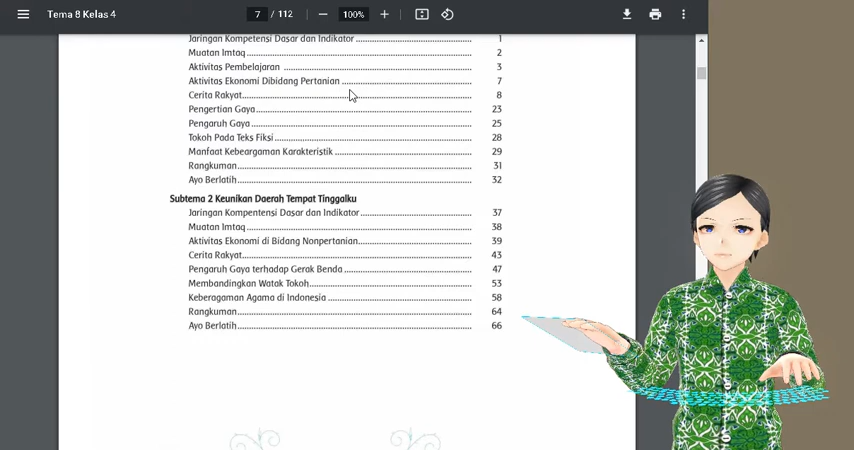 Tema 8 Kelas 4
7 / 112
100%
Jaringan Kompetensi Dasar dan Indikator 1
Muatan Imtaq 2
Aktivitas Pembelajaran 3
Aktivitas Ekonomi Dibidang Pertanian 7
Cerita Rakyat 8
Pengertian Gaya 23
Pengaruh Gaya 25
Tokoh Pada Teks Fiksi 28
Manfaat Kebeargaman Karakteristik 29
Rangkuman 31
Ayo Berlatih 32
Subtema 2 Keunikan Daerah Tempat Tinggalku
Jaringan Kompentensi Dasar dan Indikator 37
Muatan Imtaq 38
Aktivitas Ekonomi di Bidang Nonpertanian 39
Cerita Rakyat 43
Pengaruh Gaya terhadap Gerak Benda 47
Membandingkan Watak Tokoh 53
Keberagaman Agama di Indonesia 58
Rangkuman 64
Ayo Berlatih 66